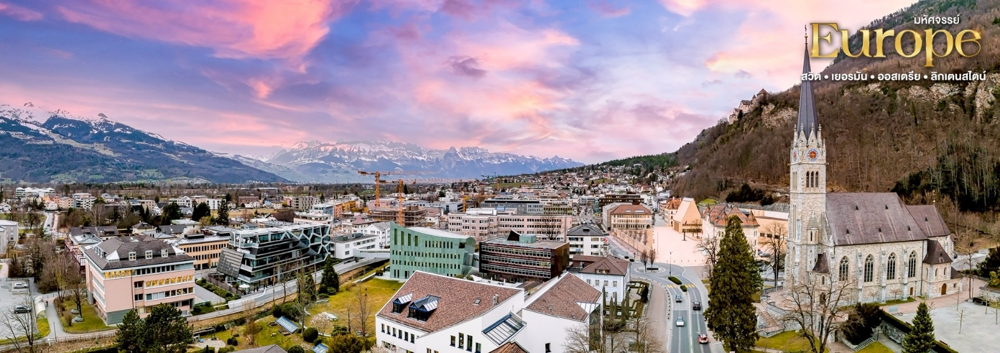 มหัศจรรย์
Europe
สวิต • เยอรมัน • ออสเตรีย • ลิกเตนสไตน์